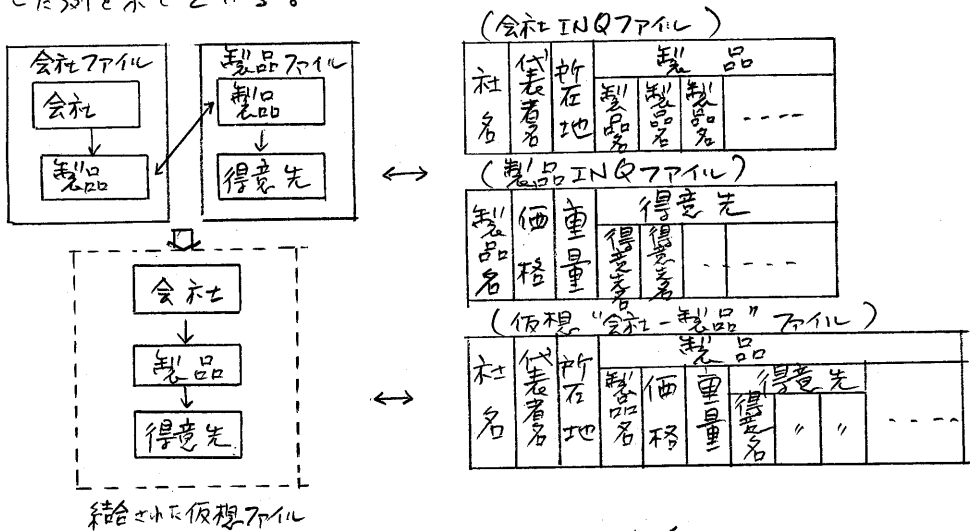 した例を示してある。
会社ファイル
会社
製品
製品ファイル
製品
得意先
会社
製品
得意先
結合された仮想ファイル
(会社INQファイル)
社名 代表者名 所在地 製品
製品名 製品名 製品名 ----
(製品INQファイル)
製品名 価格 重量 得意先
得意先名 得意先名 ‥----
(仮想"会社-製品"ファイル)
社名 代表者名 所在地 製品
製品名 価格 重量 得意先
得意名 〃 〃 ----